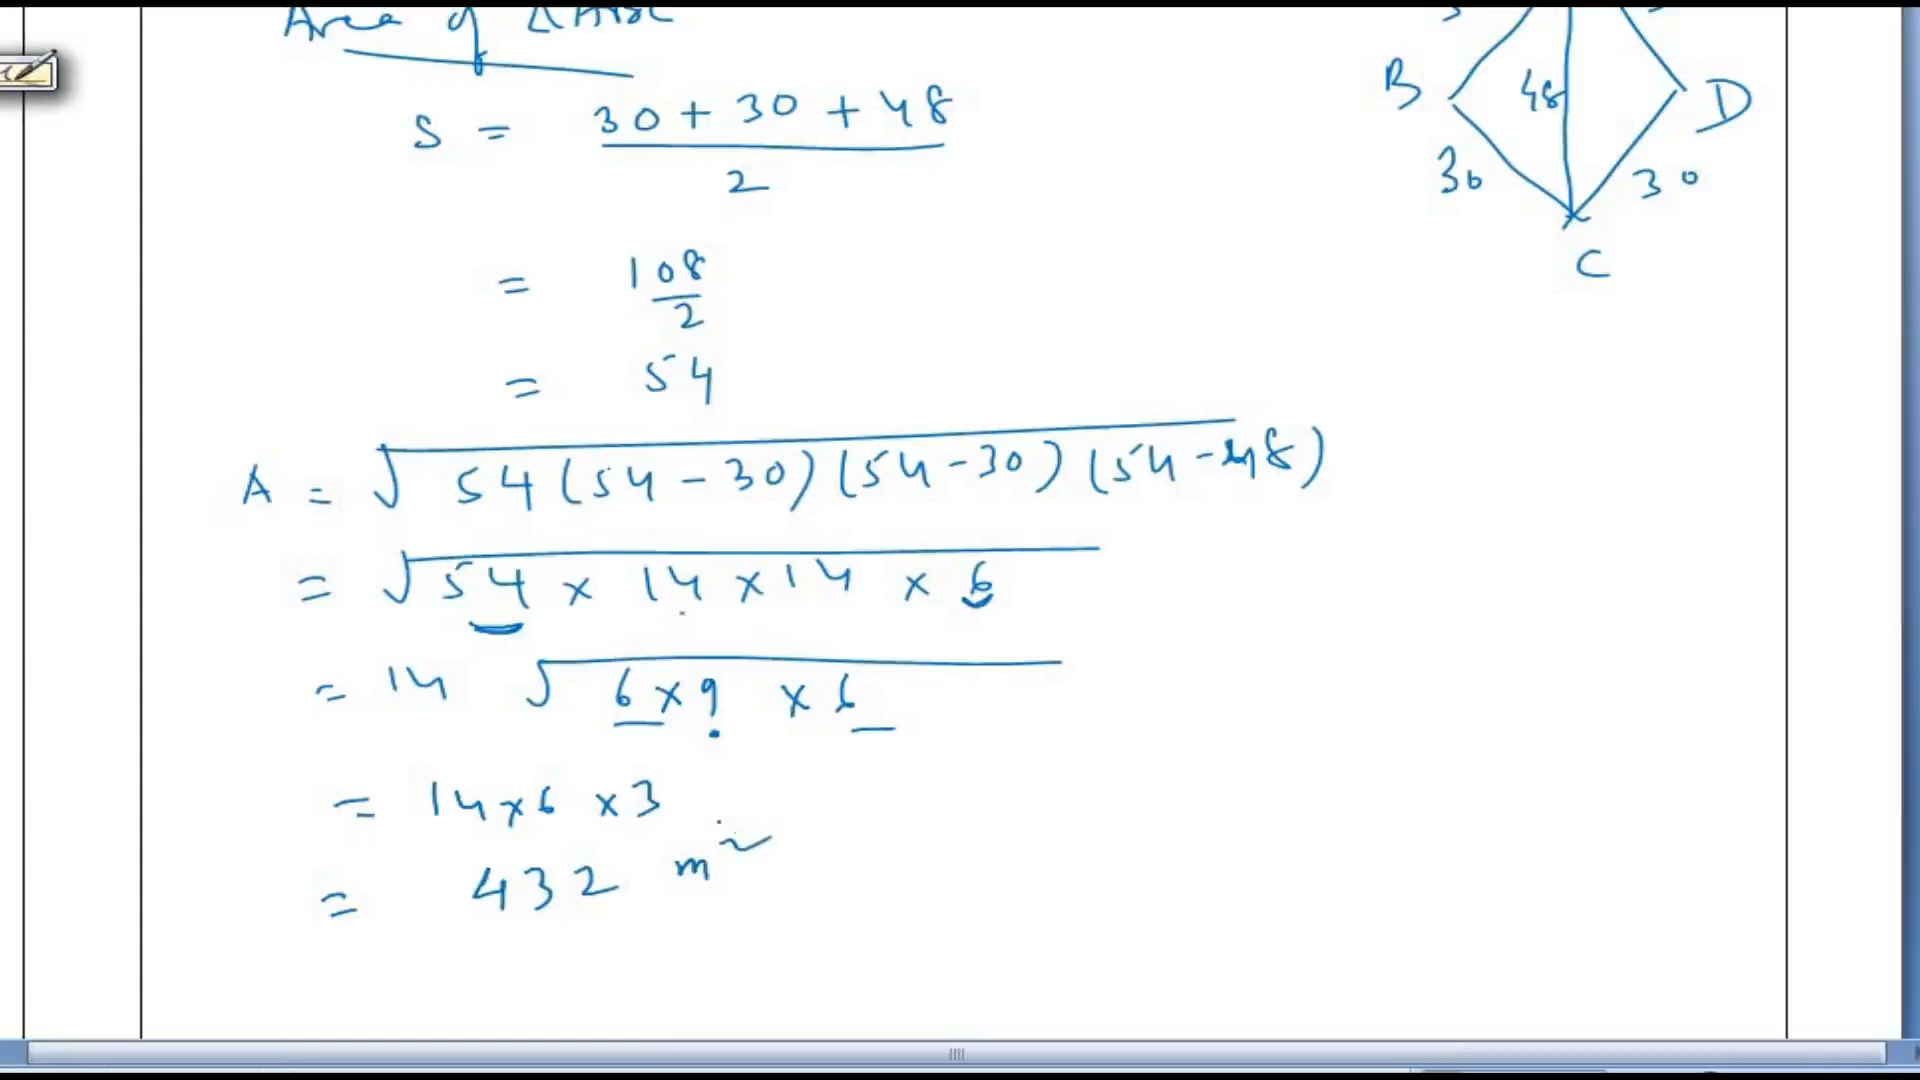 Area of △ABC
S = 30 + 30 + 48 / 2
= 108 / 2
= 54
A = √54(54-30)(54-30)(54-48)
= √54 × 14 × 14 × 6
= 14 √6 × 9 × 6
= 14 × 6 × 3
= 432 m²
B
48
D
30
30
C